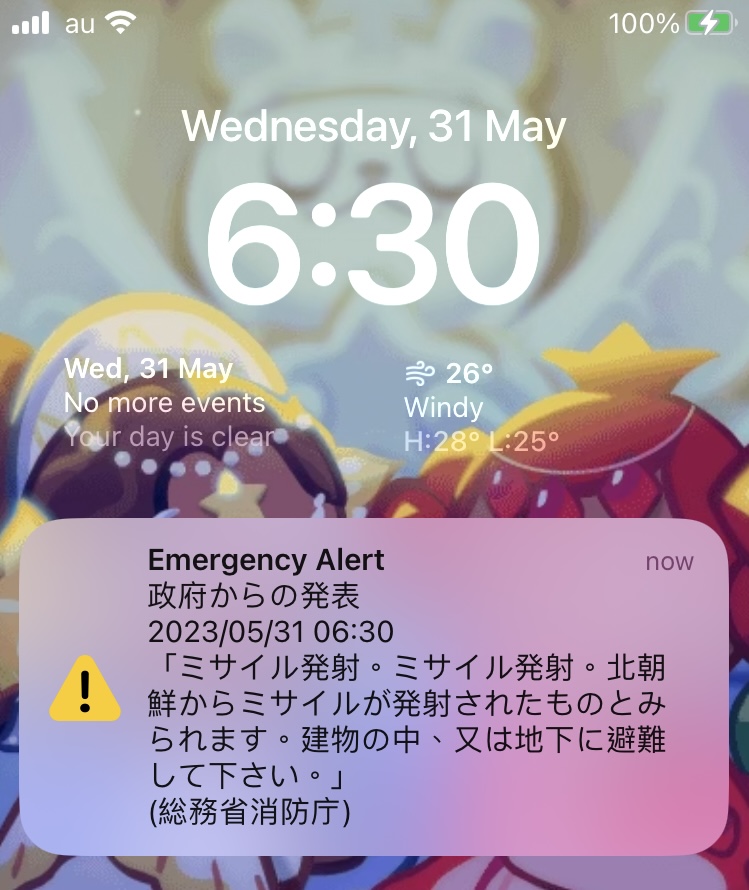 au
100%
Wednesday, 31 May
6:30
Wed, 31 May
No more events
Your day is clear
26°
Windy
H:28° L:25°
Emergency Alert
now
政府からの発表
2023/05/31 06:30
「ミサイル発射。ミサイル発射。北朝
鮮からミサイルが発射されたものとみ
られます。建物の中、又は地下に避難
して下さい。」
(総務省消防庁)